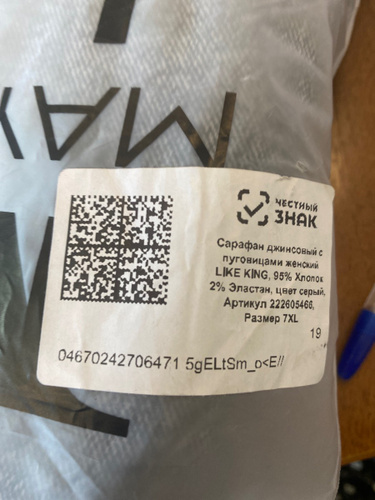 MAX
ЧЕСТНЫЙ
ЗНАК
Сарафан джинсовый с
пуговицами женский
LIKE KING, 95% Хлопок
2% Эластан, цвет серый,
Артикул 222605466,
Размер 7XL
19
04670242706471 5gELtSm_o<E//